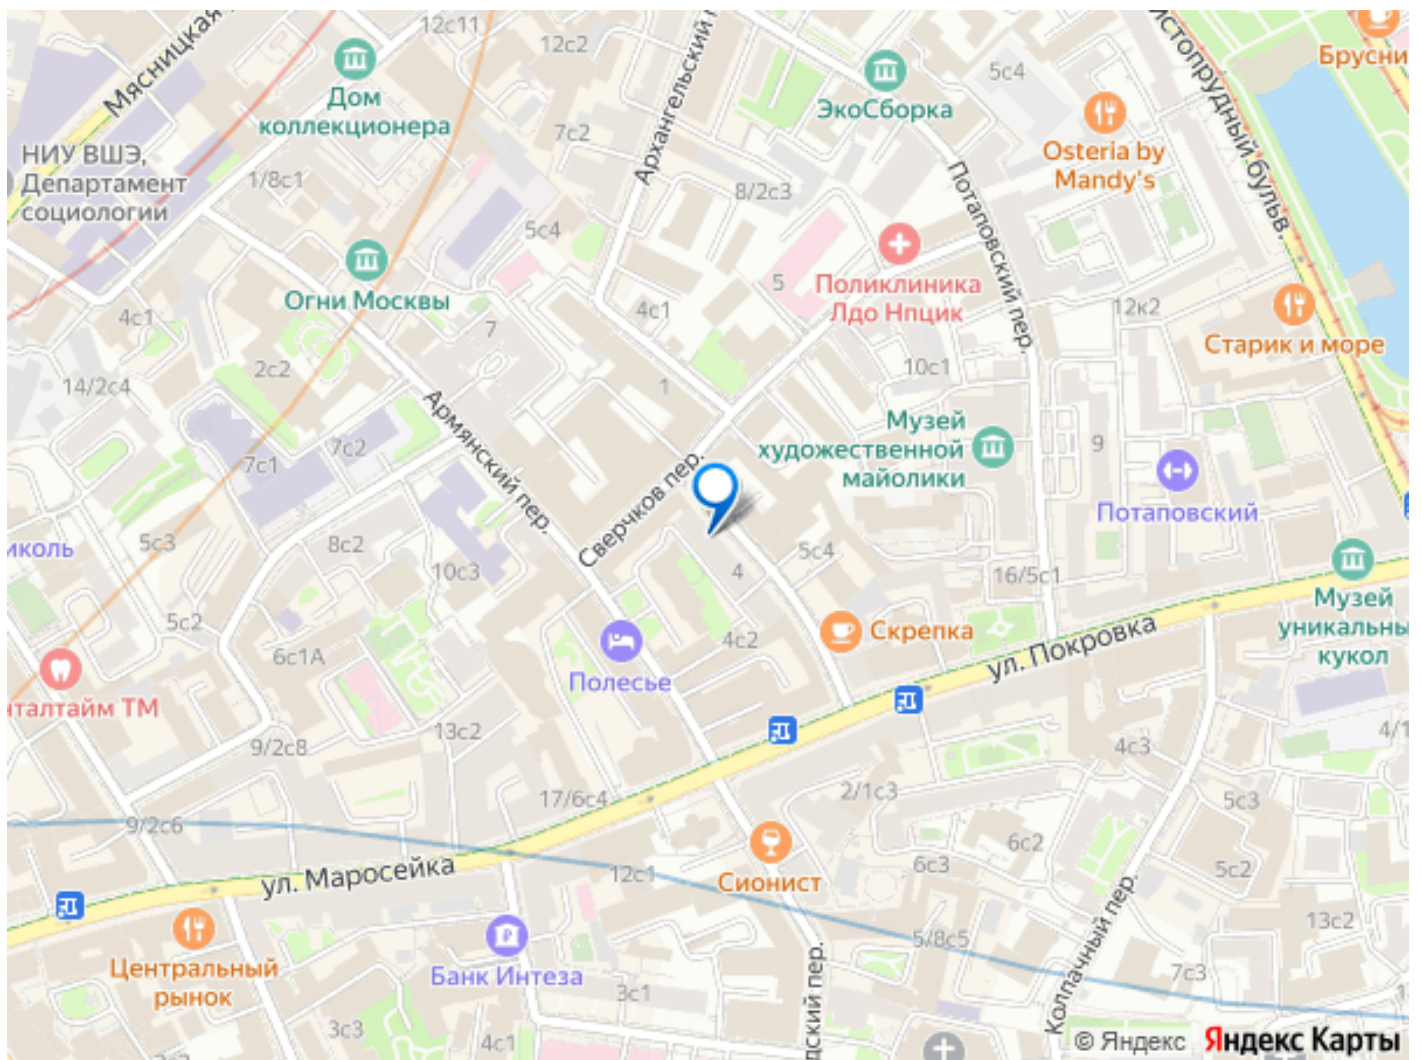 12с11
Мясницкая
12с2
Дом
коллекционера
7с2
Архангельский
ЭкоСборка
5с4
Osteria by
Mandy's
истопрудный бульв.
Брусни
НИУ ВШЭ,
Департамент
социологии
1/8с1
8/2с3
5с4
Потаповский пер.
Огни Москвы
4с1
7
4с1
5
Поликлиника
Лдо Нпцик
12к2
Старик и море
2с2
14/2с4
1
10с1
Армянский пер.
7с2
7с1
Сверчков пер.
Музей
художественной
майолики
9
Потаповский
иколь
5с3
8с2
10с3
4
5с4
16/5с1
5с2
6с1А
Полесье
4с2
Скрепка
ул. Покровка
Музей
уникальны
кукол
нталтайм ТМ
9/2с8
13с2
4с3
4/1
17/6с4
2/1с3
5с3
9/2с6
ул. Маросейка
12с1
Сионист
6с3
6с2
5с2
Колпачный пер.
13с2
Центральный
рынок
Банк Интеза
5/8с5
7с3
3с1
дский пер.
3с3
4с1
© Яндекс Яндекс Карты